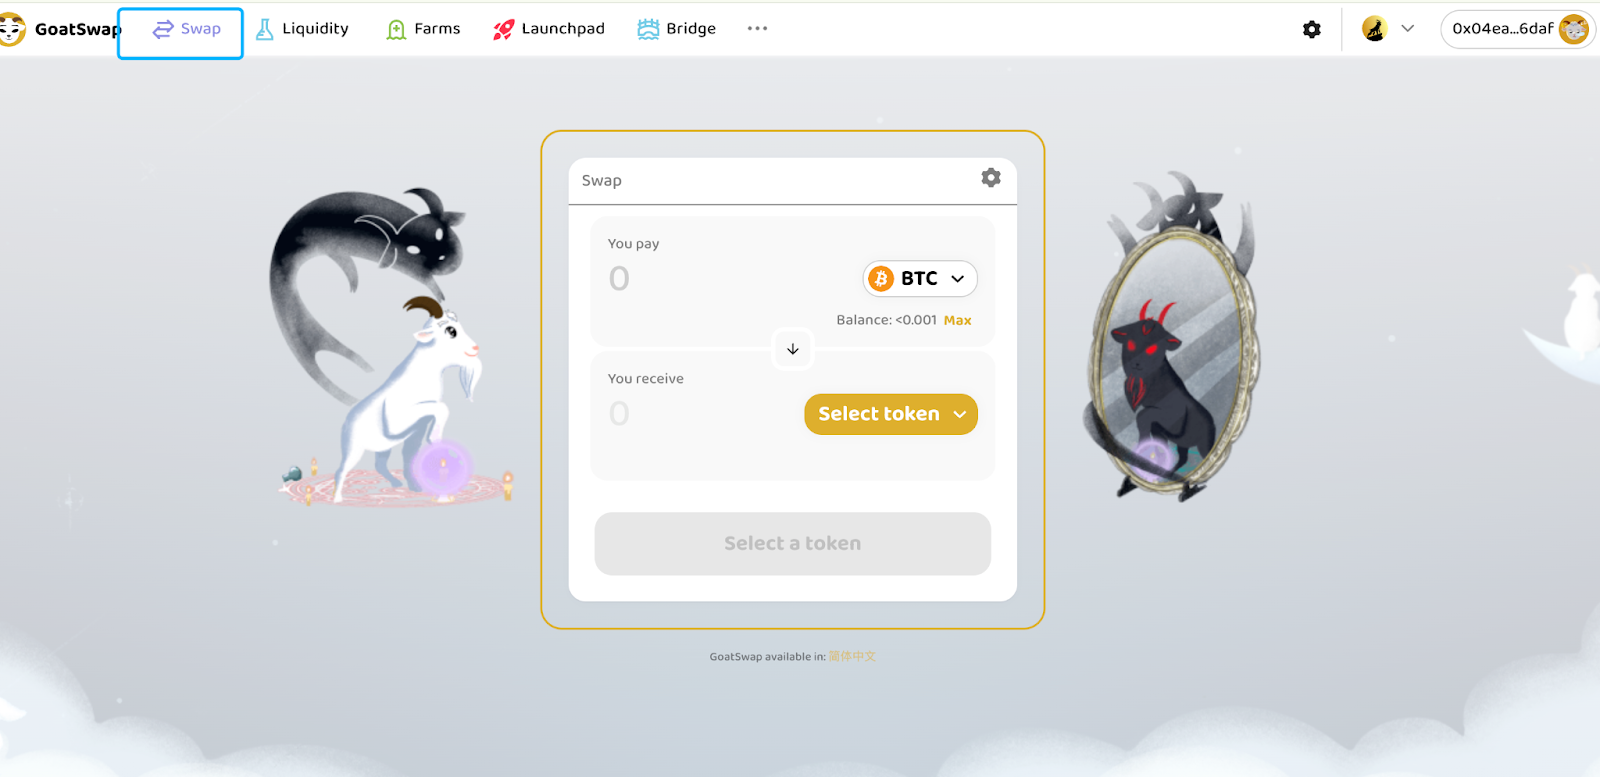 GoatSwap Swap Liquidity Farms Launchpad Bridge ••• 0x04ea...6daf
Swap
You pay
0
BTC
Balance: <0.001 Max
You receive
0
Select token
Select a token
GoatSwap available in: 简体中文